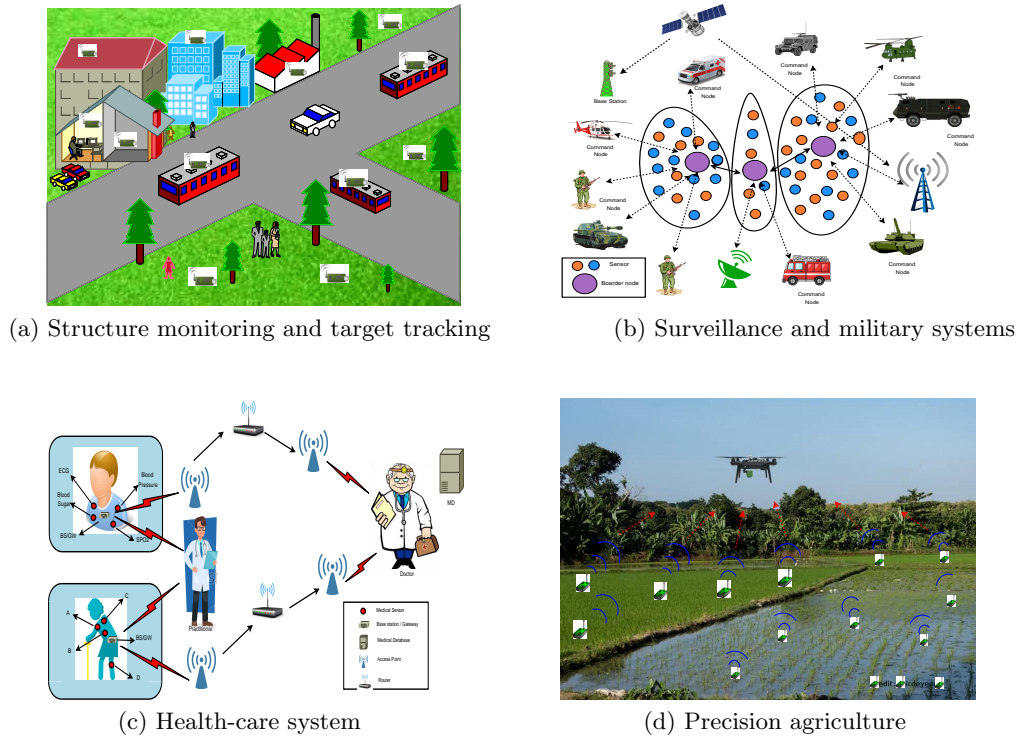 Command
Node
Command
Node
Command
Node
Base Station
Command
Node
Command
Node
Command
Node
Command
Node
Command
Node
Sensor
Boarder node
(a) Structure monitoring and target tracking
(b) Surveillance and military systems
ECG
Blood
Pressure
Blood
Sugar
BS/GW
SPO2
MD
Doctor
Practitioner
A
C
BS/GW
B
D
Medical Sensor
Base station / Gateway
Medical Database
Access Point
Router
(c) Health-care system
(d) Precision agriculture